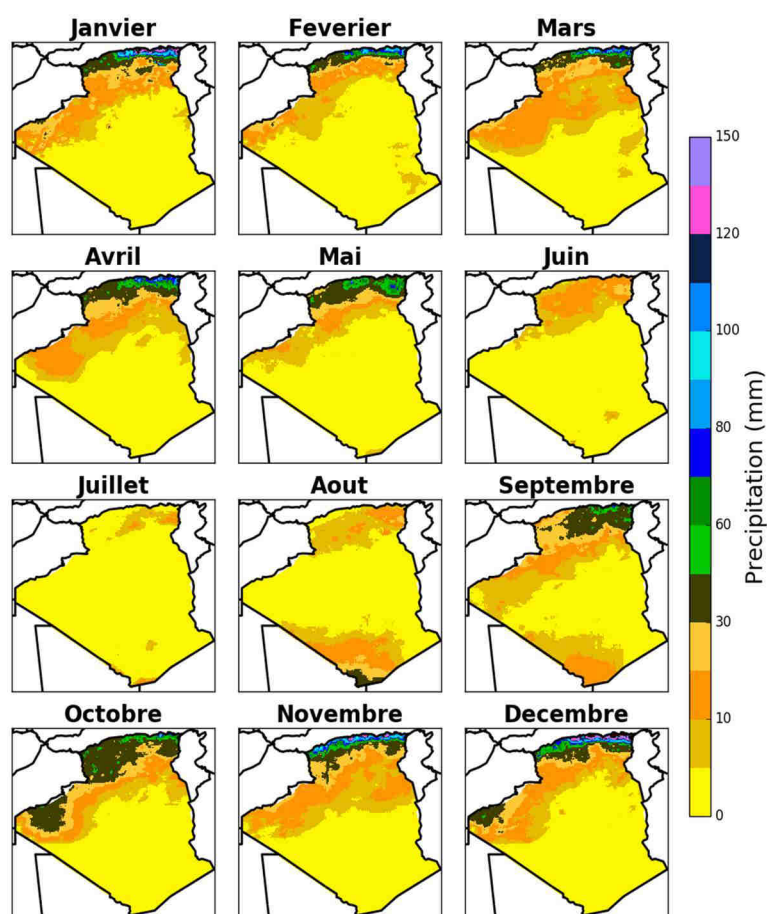 Janvier
Feverier
Mars
Avril
Mai
Juin
Juillet
Aout
Septembre
Octobre
Novembre
Decembre
150
120
100
80
60
30
10
0
Precipitation (mm)